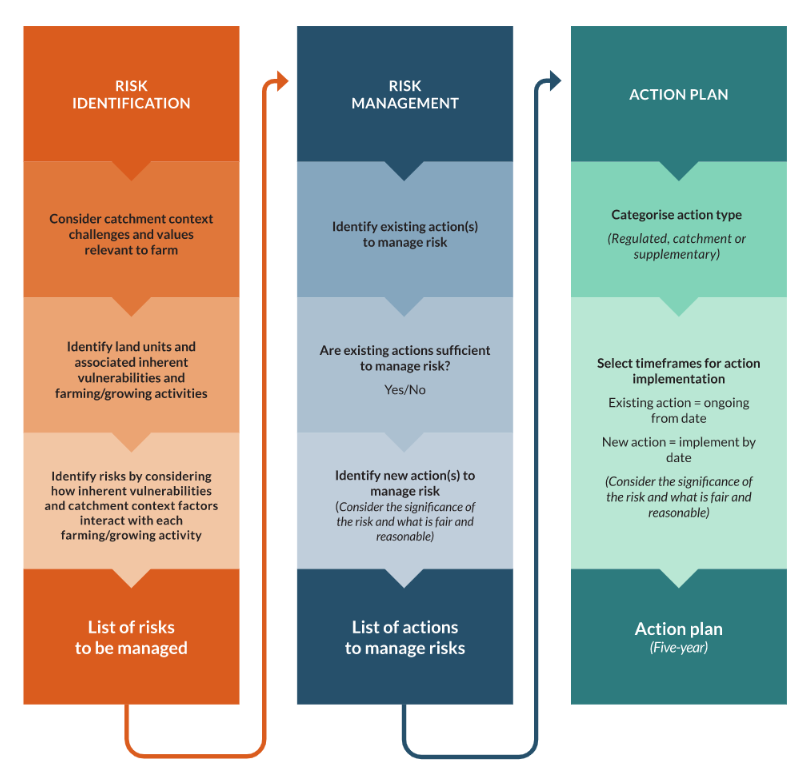 RISK
IDENTIFICATION
Consider catchment context
challenges and values
relevant to farm
Identify land units and
associated inherent
vulnerabilities and
farming/growing activities
Identify risks by considering
how inherent vulnerabilities
and catchment context factors
interact with each
farming/growing activity
List of risks
to be managed
RISK
MANAGEMENT
Identify existing action(s)
to manage risk
Are existing actions sufficient
to manage risk?
Yes/No
Identify new action(s) to
manage risk
(Consider the significance of
the risk and what is fair and
reasonable)
List of actions
to manage risks
ACTION PLAN
Categorise action type
(Regulated, catchment or
supplementary)
Select timeframes for action
implementation
Existing action = ongoing
from date
New action = implement by
date
(Consider the significance of
the risk and what is fair and
reasonable)
Action plan
(Five-year)